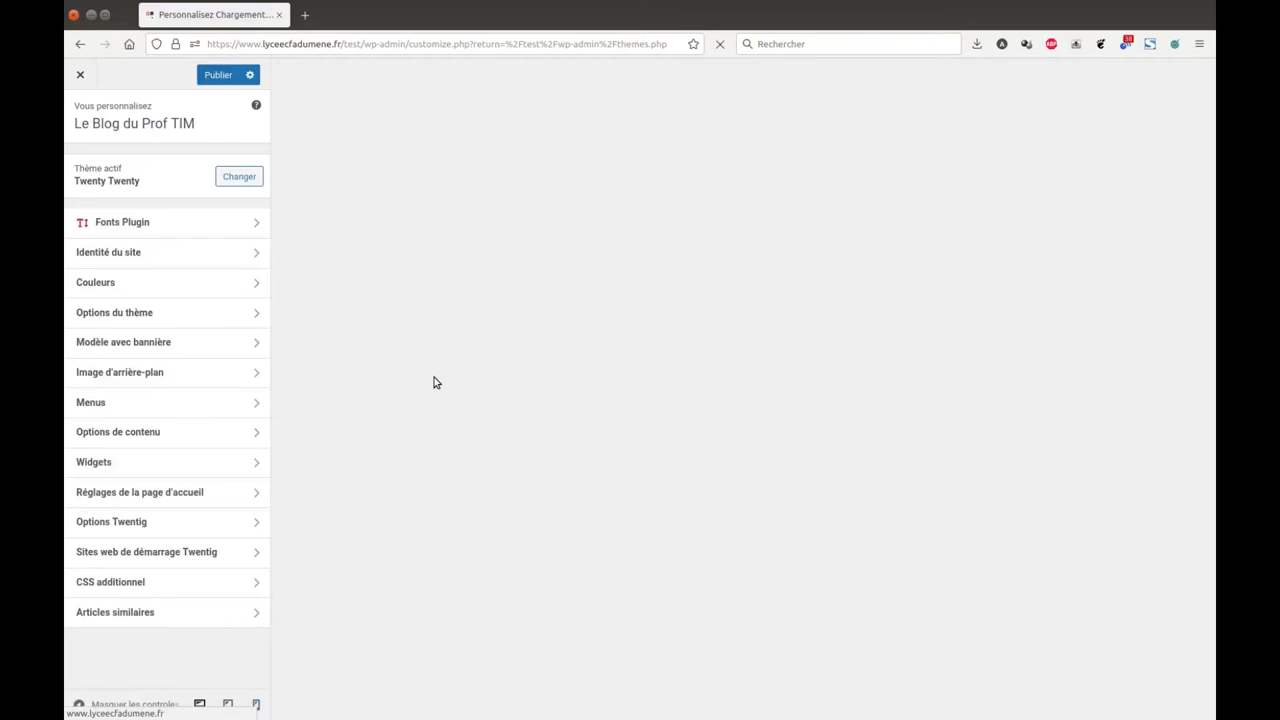 Personnalisez Chargement…
https://www.lyceecfadumene.fr/test/wp-admin/customize.php?return=%2Ftest%2Fwp-admin%2Fthemes.php
Rechercher
38
Publier
Vous personnalisez
Le Blog du Prof TIM
Thème actif
Twenty Twenty
Changer
Fonts Plugin
Identité du site
Couleurs
Options du thème
Modèle avec bannière
Image d'arrière-plan
Menus
Options de contenu
Widgets
Réglages de la page d'accueil
Options Twentig
Sites web de démarrage Twentig
CSS additionnel
Articles similaires
Masquer les controles
www.lyceecfadumene.fr